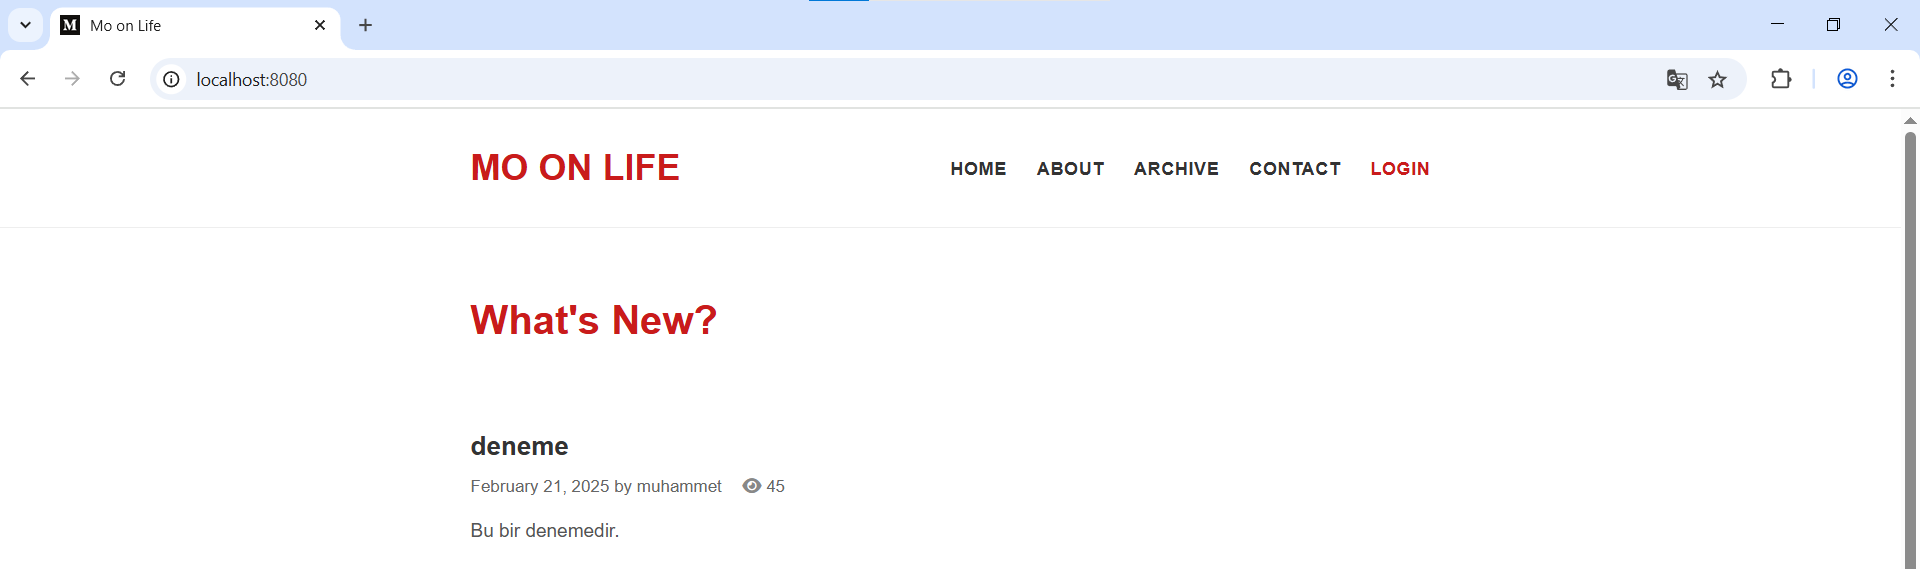 M Mo on Life
localhost:8080
MO ON LIFE HOME ABOUT ARCHIVE CONTACT LOGIN
What's New?
deneme
February 21, 2025 by muhammet 45
Bu bir denemedir.